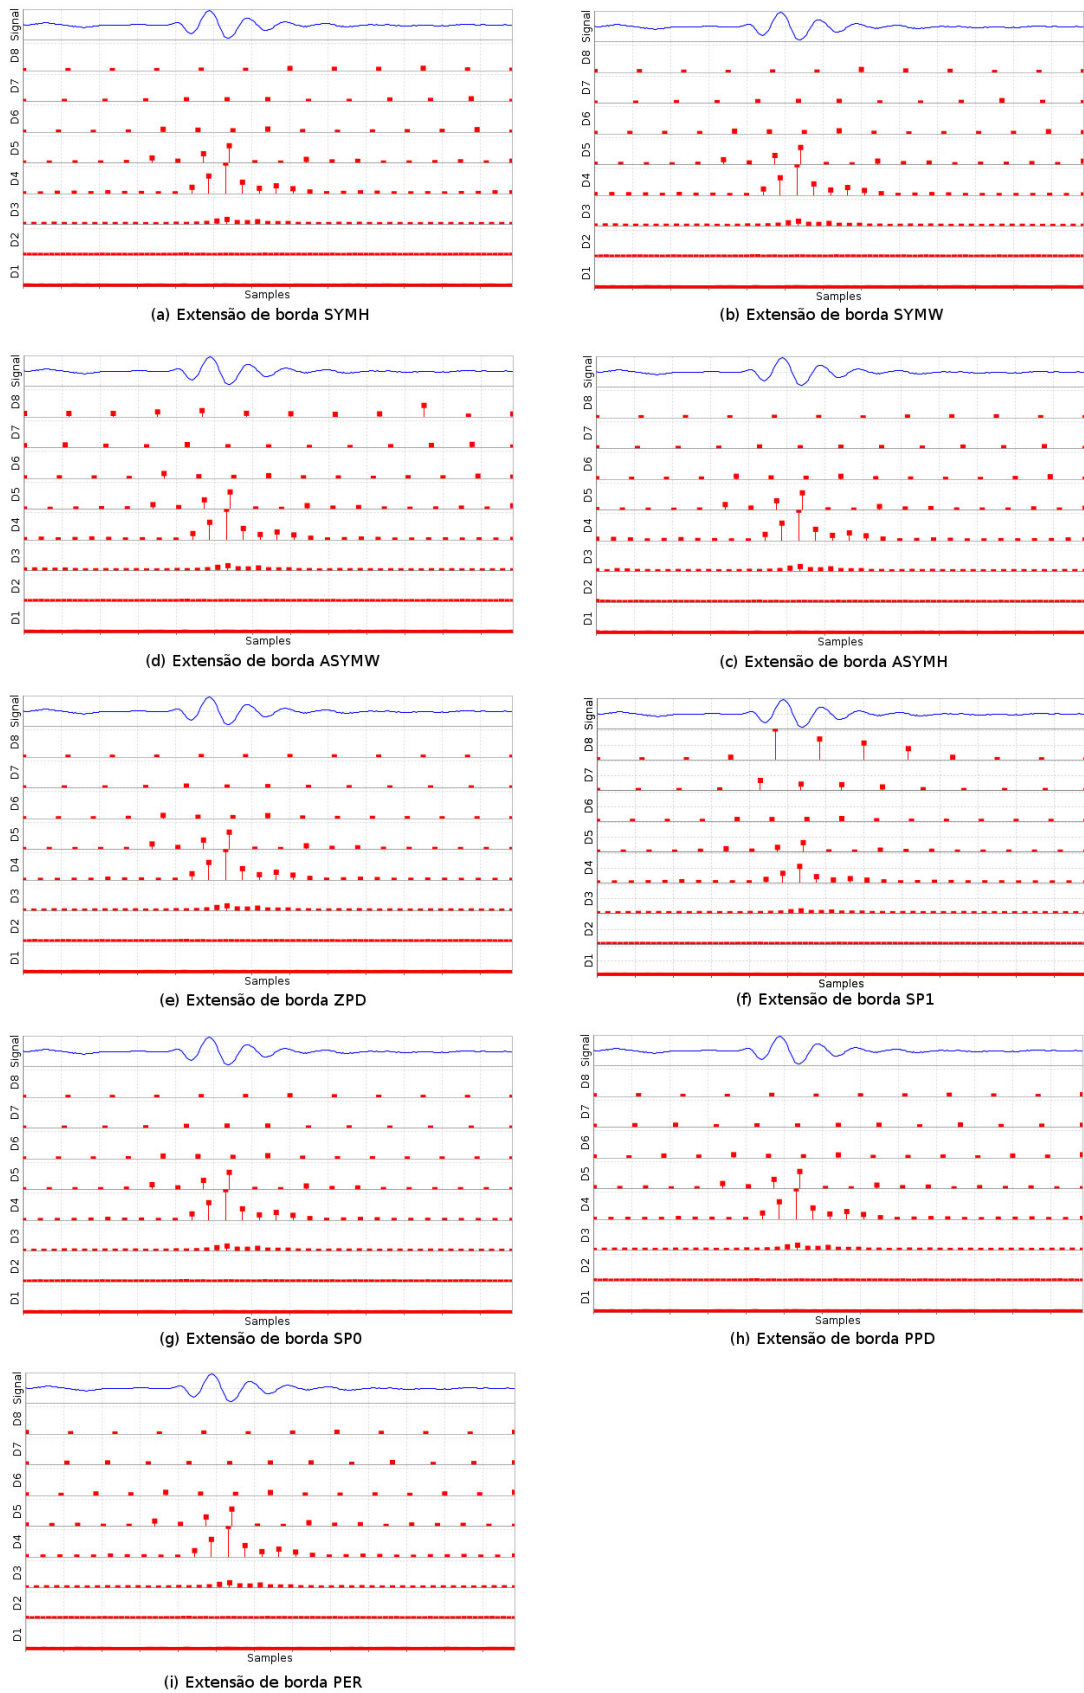 Signal
D8
D7
D6
D5
D4
D3
D2
D1
Samples
(a) Extensão de borda SYMH
Signal
D8
D7
D6
D5
D4
D3
D2
D1
Samples
(b) Extensão de borda SYMW
Signal
D8
D7
D6
D5
D4
D3
D2
D1
Samples
(d) Extensão de borda ASYMW
Signal
D8
D7
D6
D5
D4
D3
D2
D1
Samples
(c) Extensão de borda ASYMH
Signal
D8
D7
D6
D5
D4
D3
D2
D1
Samples
(e) Extensão de borda ZPD
Signal
D8
D7
D6
D5
D4
D3
D2
D1
Samples
(f) Extensão de borda SP1
Signal
D8
D7
D6
D5
D4
D3
D2
D1
Samples
(g) Extensão de borda SP0
Signal
D8
D7
D6
D5
D4
D3
D2
D1
Samples
(h) Extensão de borda PPD
Signal
D8
D7
D6
D5
D4
D3
D2
D1
Samples
(i) Extensão de borda PER